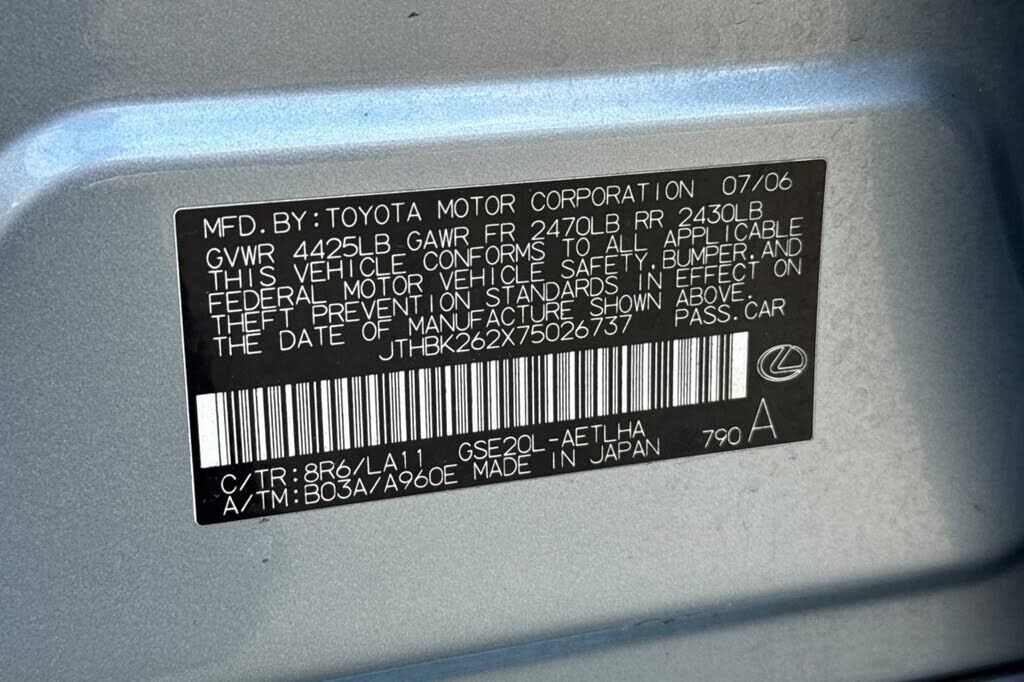 MFD. BY: TOYOTA MOTOR CORPORATION 07/06
GVWR 4425LB GAWR FR 2470LB RR 2430LB
THIS VEHICLE CONFORMS TO ALL APPLICABLE
FEDERAL MOTOR VEHICLE SAFETY, BUMPER, AND
THEFT PREVENTION STANDARDS IN EFFECT ON
THE DATE OF MANUFACTURE SHOWN ABOVE.
JTHBK262X75026737 PASS. CAR
C/TR: 8R6/LA11 GSE20L-AETLHA 790 A
A/TM: B03A/A960E MADE IN JAPAN